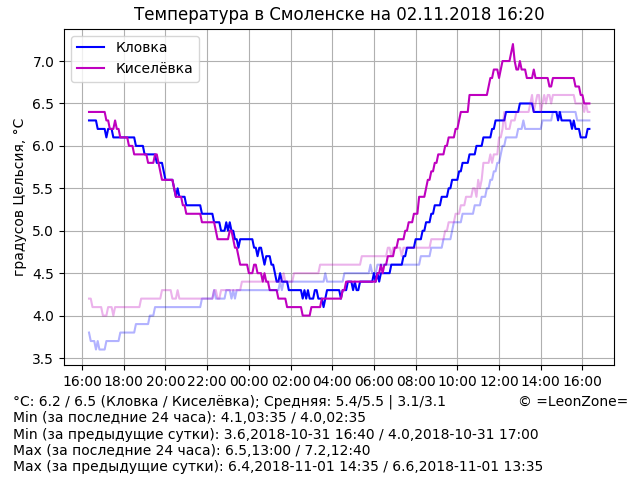 Температура в Смоленске на 02.11.2018 16:20
Кловка
Киселёвка
градусов Цельсия, °C
7.0
6.5
6.0
5.5
5.0
4.5
4.0
3.5
16:00 18:00 20:00 22:00 00:00 02:00 04:00 06:00 08:00 10:00 12:00 14:00 16:00
°C: 6.2 / 6.5 (Кловка / Киселёвка); Средняя: 5.4/5.5 | 3.1/3.1 © =LeonZone=
Min (за последние 24 часа): 4.1,03:35 / 4.0,02:35
Min (за предыдущие сутки): 3.6,2018-10-31 16:40 / 4.0,2018-10-31 17:00
Max (за последние 24 часа): 6.5,13:00 / 7.2,12:40
Max (за предыдущие сутки): 6.4,2018-11-01 14:35 / 6.6,2018-11-01 13:35